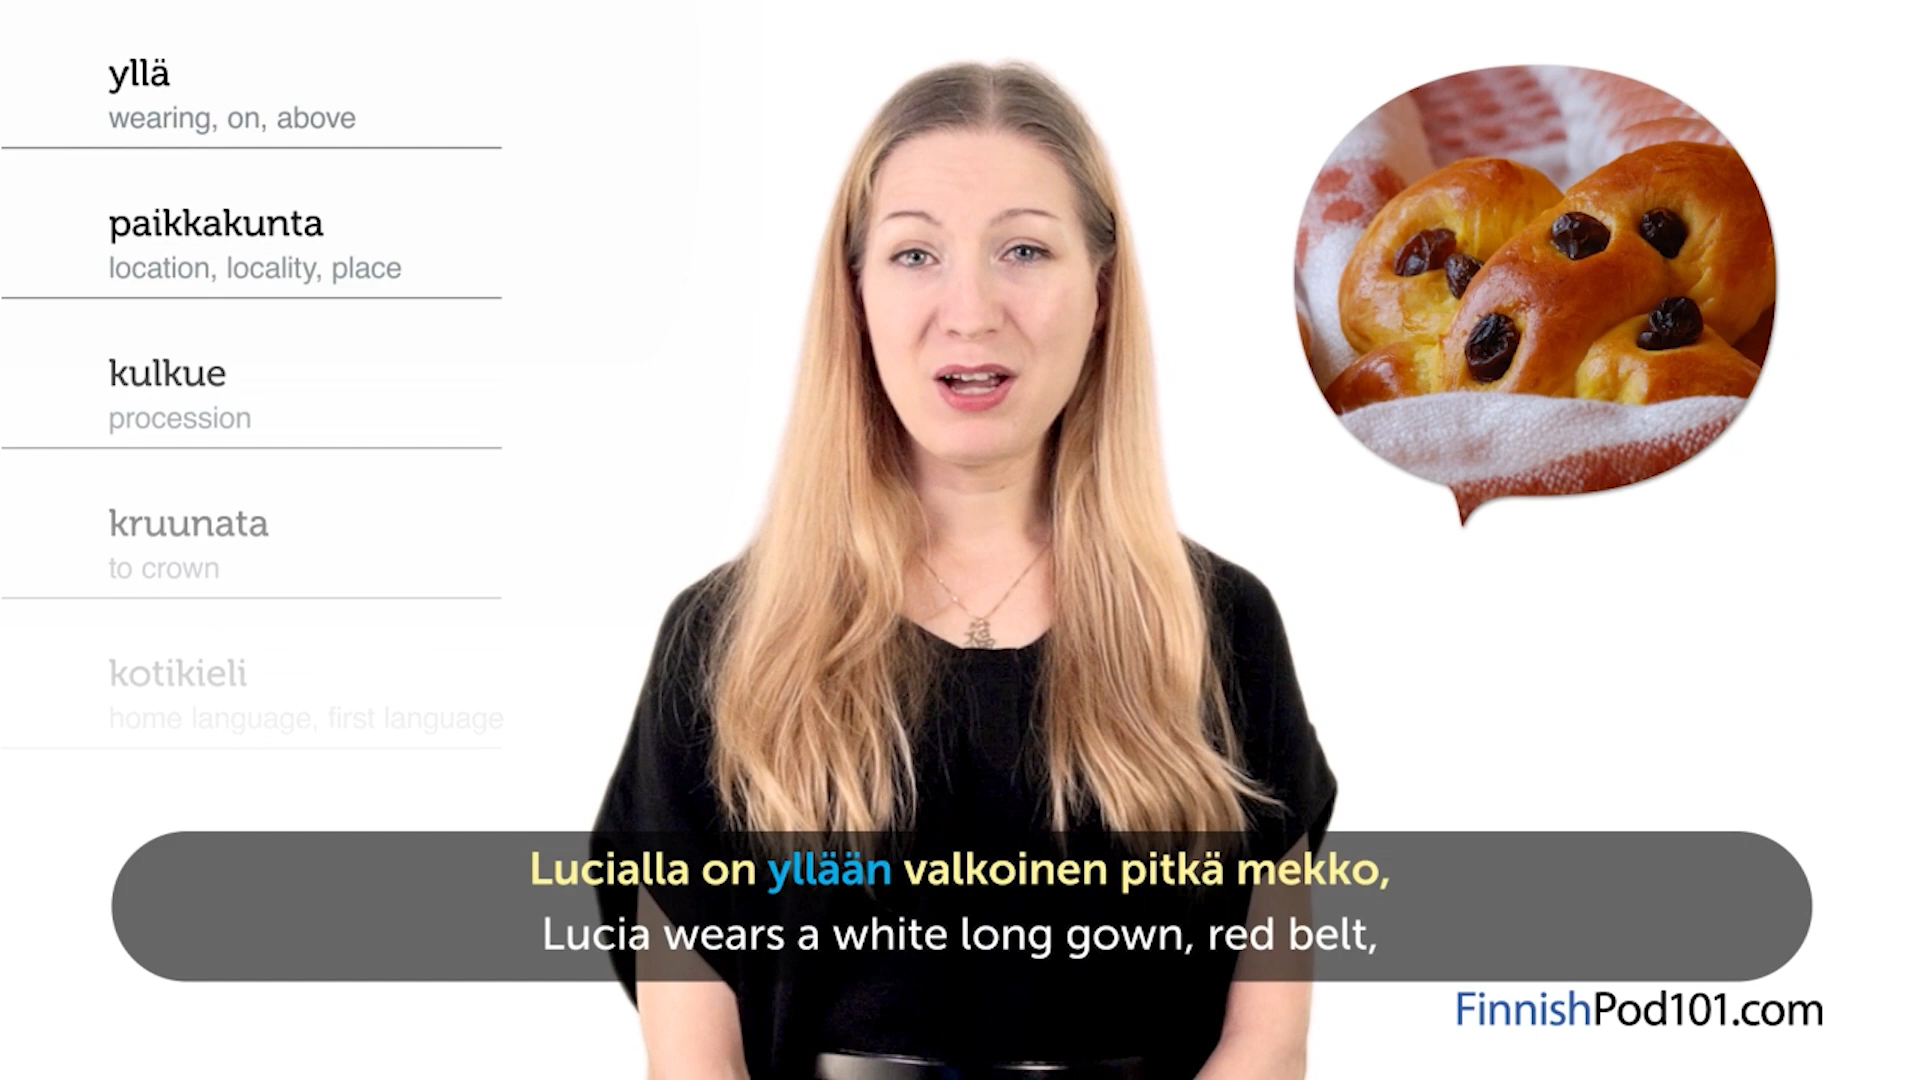 yllä
wearing, on, above
paikkakunta
location, locality, place
kulkue
procession
kruunata
to crown
kotikieli
home language, first language
Lucialla on yllään valkoinen pitkä mekko,
Lucia wears a white long gown, red belt,
FinnishPod101.com